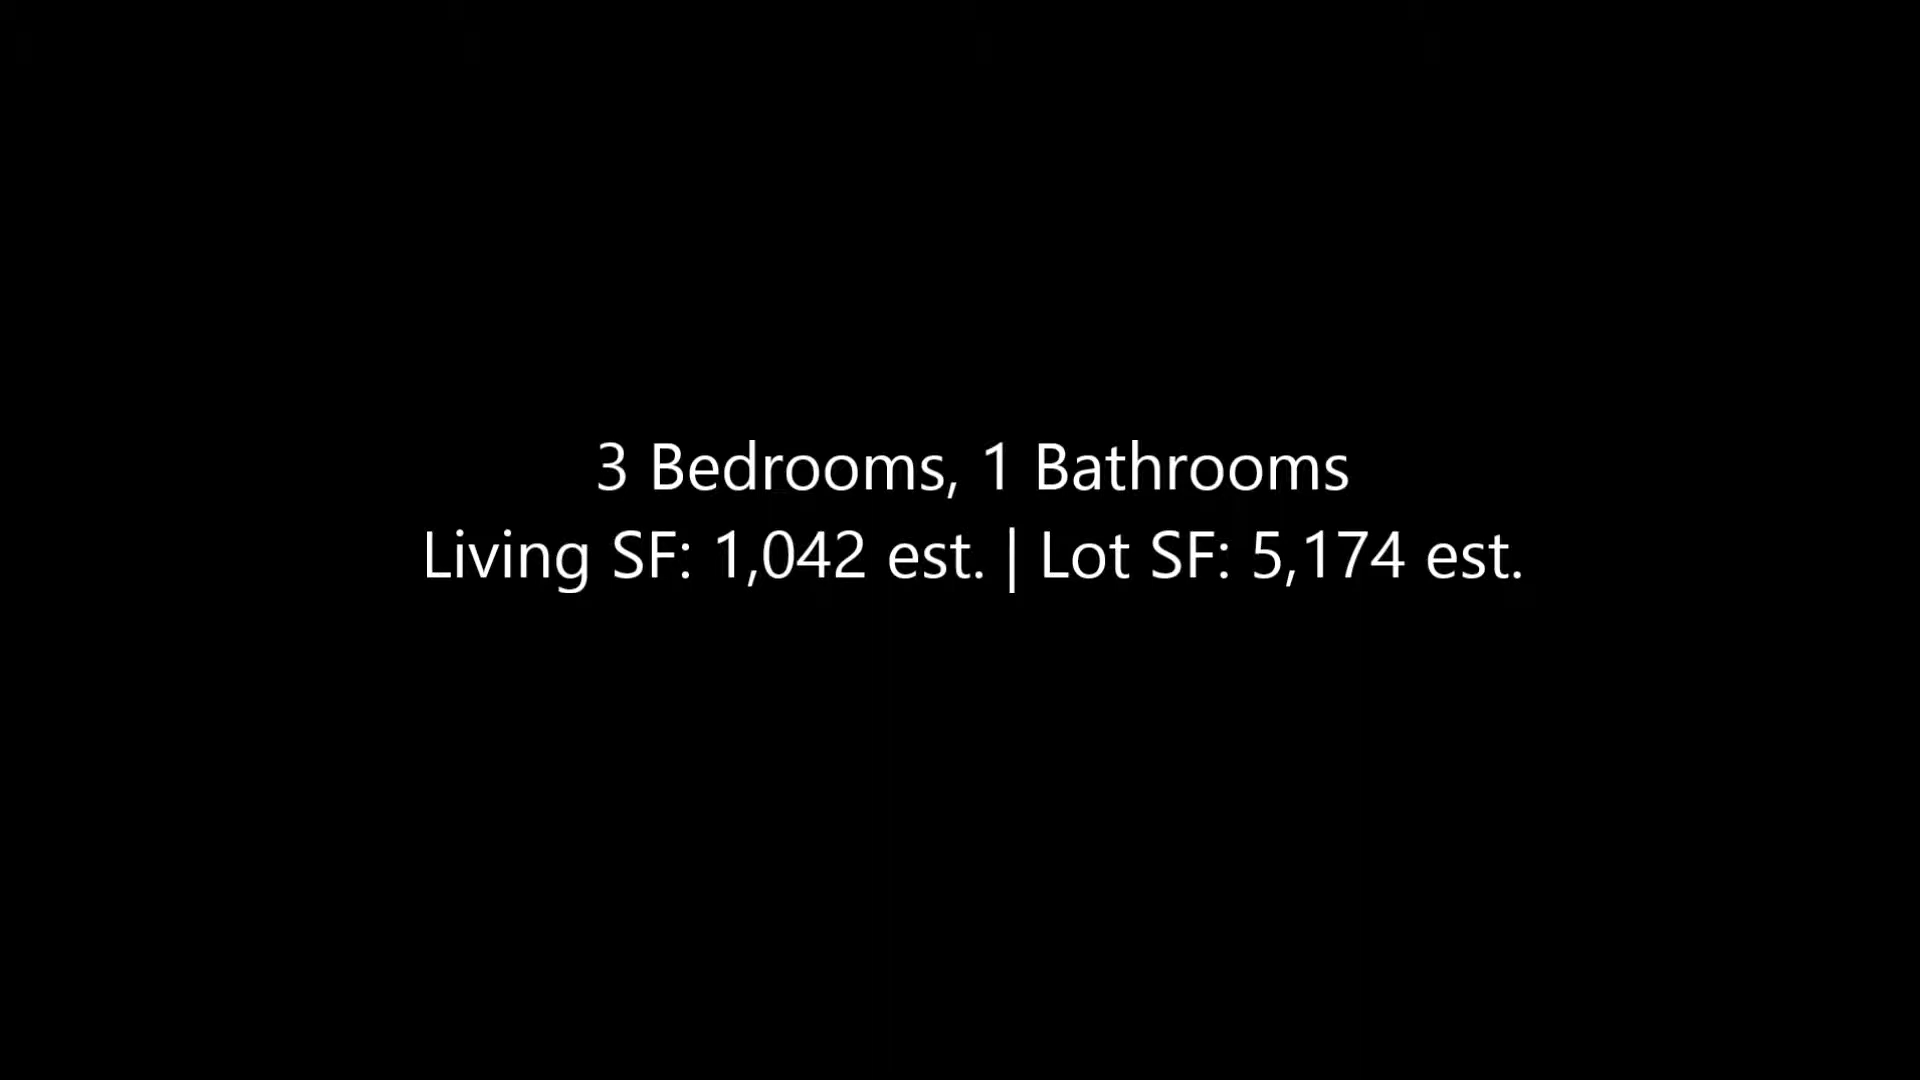 3 Bedrooms, 1 Bathrooms
Living SF: 1,042 est. | Lot SF: 5,174 est.